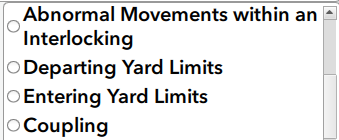 Abnormal Movements within an
Interlocking
Departing Yard Limits
Entering Yard Limits
Coupling